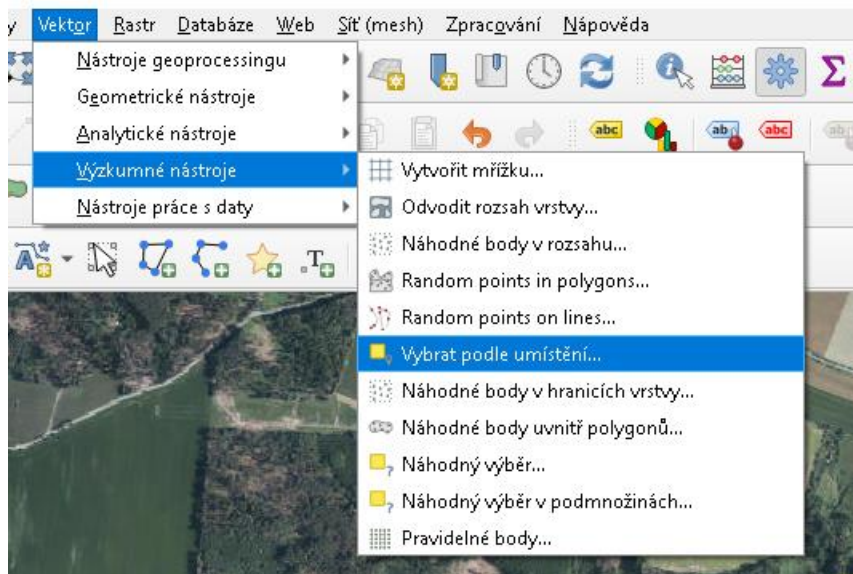 y Vektor Rastr Databáze Web Síť (mesh) Zpracování Nápověda
Nástroje geoprocessingu
Geometrické nástroje
Analytické nástroje
Výzkumné nástroje
Nástroje práce s daty
abc
ab
abc
ab
Vytvořit mřížku...
Odvodit rozsah vrstvy...
Náhodné body v rozsahu...
Random points in polygons...
Random points on lines...
Vybrat podle umístění...
Náhodné body v hranicích vrstvy...
Náhodné body uvnitř polygonů...
Náhodný výběr...
Náhodný výběr v podmnožinách...
Pravidelné body...